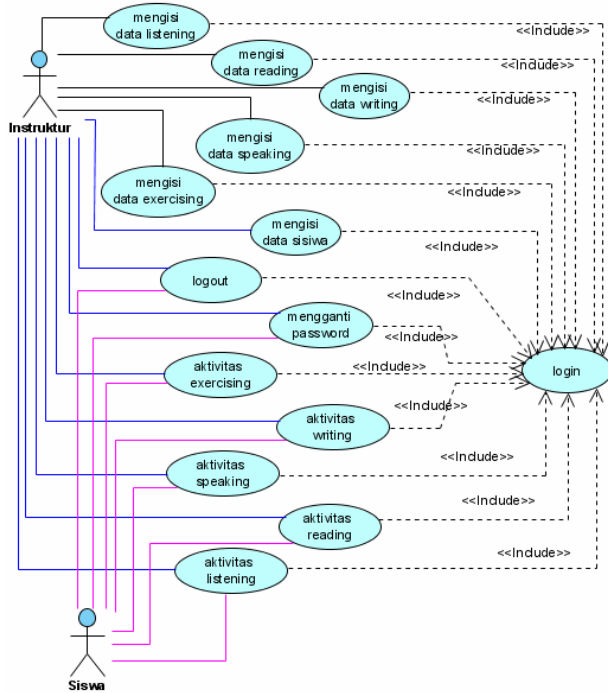 mengisi
data listening
<<Include>>
mengisi
data reading
<<Include>>
mengisi
data writing
<<Include>>
Instruktur
mengisi
data speaking
<<Include>>
mengisi
data exercising
<<Include>>
mengisi
data sisiwa
<<Include>>
logout
<<Include>>
mengganti
password
<<Include>>
login
aktivitas
exercising
<<Include>>
aktivitas
writing
<<Include>>
aktivitas
speaking
<<Include>>
aktivitas
reading
<<Include>>
aktivitas
listening
<<Include>>
Siswa